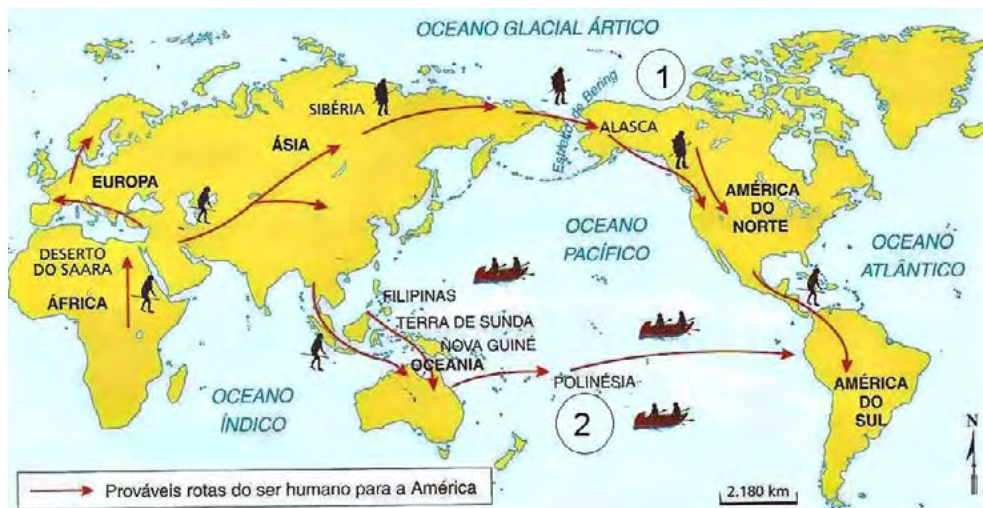 OCEANO GLACIAL ÁRTICO
1
Estreito de Bering
SIBÉRIA
ALASCA
ÁSIA
EUROPA
AMÉRICA
DO
NORTE
OCEANO
PACÍFICO
OCEANO
ATLÂNTICO
DESERTO
DO SAARA
ÁFRICA
FILIPINAS
TERRA DE SUNDA
NOVA GUINÉ
OCEANIA
POLINÉSIA
2
OCEANO
ÍNDICO
AMÉRICA
DO
SUL
N
Prováveis rotas do ser humano para a América
2.180 km